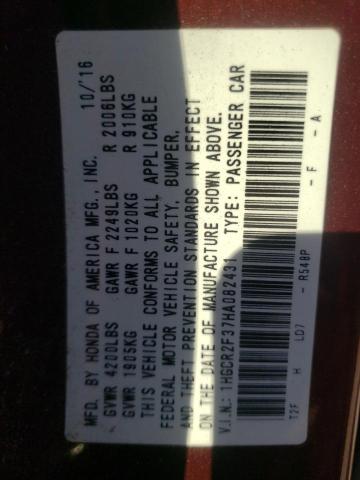 MFD. BY HONDA OF AMERICA MFG., INC. 10/'16
GVWR 4200LBS GAWR F 2249LBS R 2006LBS
GVWR 1905KG GAWR F 1020KG R 910KG
THIS VEHICLE CONFORMS TO ALL APPLICABLE
FEDERAL MOTOR VEHICLE SAFETY, BUMPER,
AND THEFT PREVENTION STANDARDS IN EFFECT
ON THE DATE OF MANUFACTURE SHOWN ABOVE.
V.I.N.: 1HGCR2F37HA082431 TYPE: PASSENGER CAR
T2F H LD7 - R548P - F - A